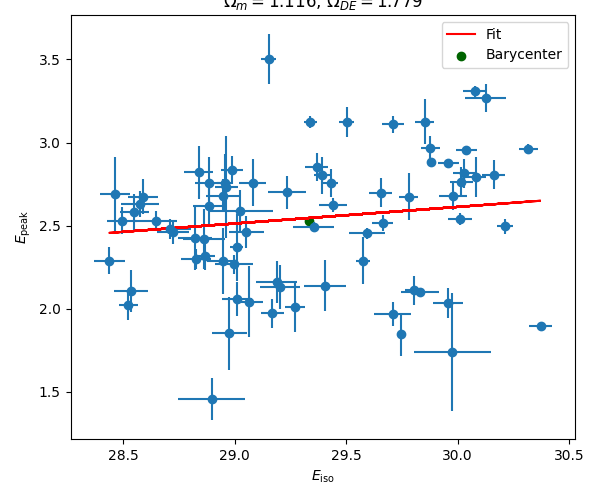 Ωm = 1.116, ΩDE = 1.779
Fit
Barycenter
Epeak
3.5
3.0
2.5
2.0
1.5
28.5 29.0 29.5 30.0 30.5
Eiso